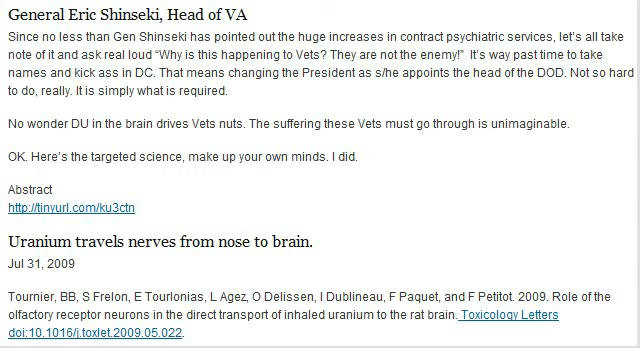 General Eric Shinseki, Head of VA
Since no less than Gen Shinseki has pointed out the huge increases in contract psychiatric services, let's all take
note of it and ask real loud “Why is this happening to Vets? They are not the enemy!”  It's way past time to take
names and kick ass in DC. That means changing the President as s/he appoints the head of the DOD. Not so hard
to do, really. It is simply what is required.
No wonder DU in the brain drives Vets nuts. The suffering these Vets must go through is unimaginable.
OK. Here's the targeted science, make up your own minds. I did.
Abstract
http://tinyurl.com/ku3ctn
Uranium travels nerves from nose to brain.
Jul 31, 2009
Tournier, BB, S Frelon, E Tourlonias, L Agez, O Delissen, I Dublineau, F Paquet, and F Petitot. 2009. Role of the
olfactory receptor neurons in the direct transport of inhaled uranium to the rat brain. Toxicology Letters
doi:10.1016/j.toxlet.2009.05.022.